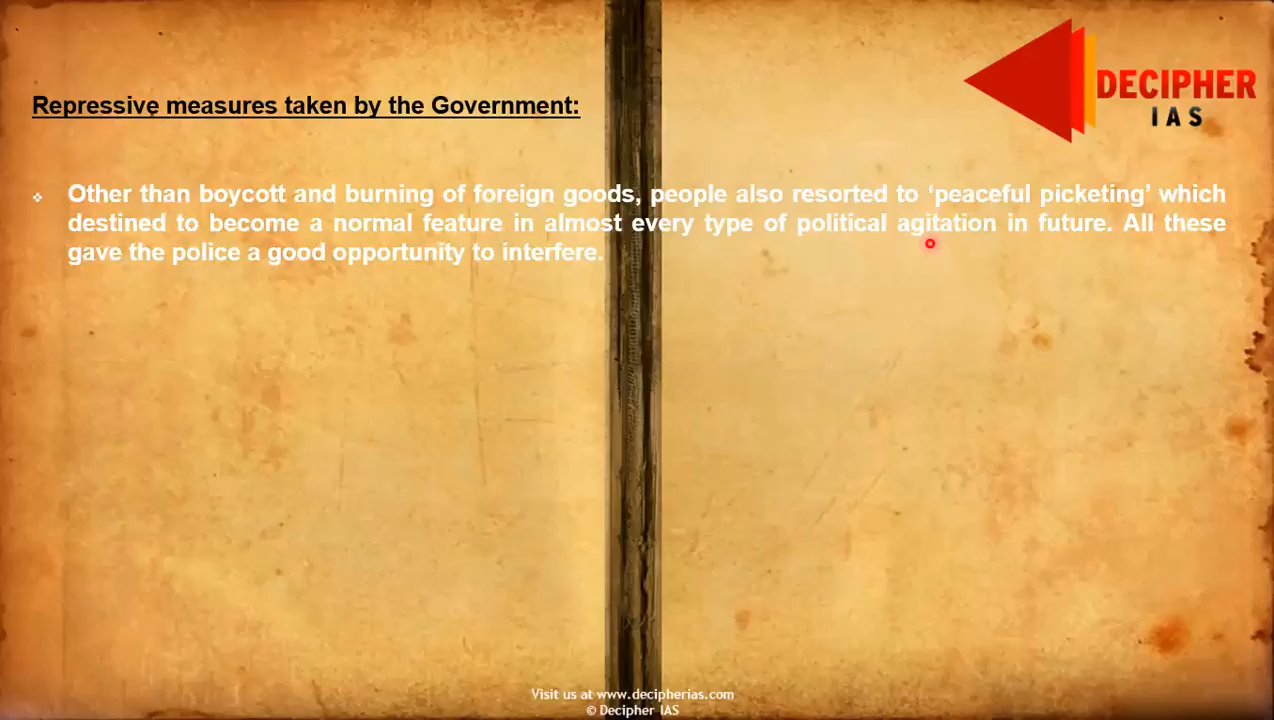 DECIPHER
IAS
Repressive measures taken by the Government:
❖ Other than boycott and burning of foreign goods, people also resorted to ‘peaceful picketing’ which
destined to become a normal feature in almost every type of political agitation in future. All these
gave the police a good opportunity to interfere.
Visit us at www.decipherias.com
© Decipher IAS